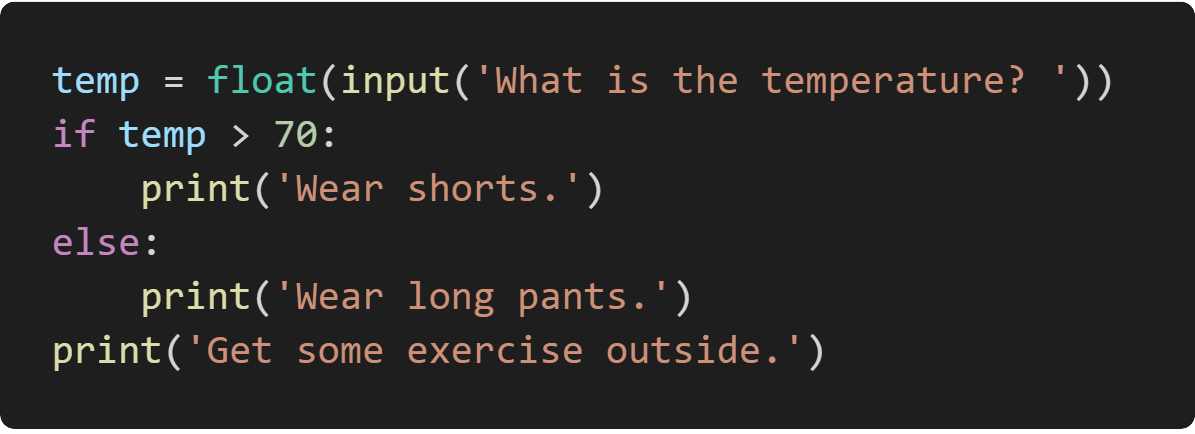 temp = float(input('What is the temperature? '))
if temp > 70:
    print('Wear shorts.')
else:
    print('Wear long pants.')
print('Get some exercise outside.')